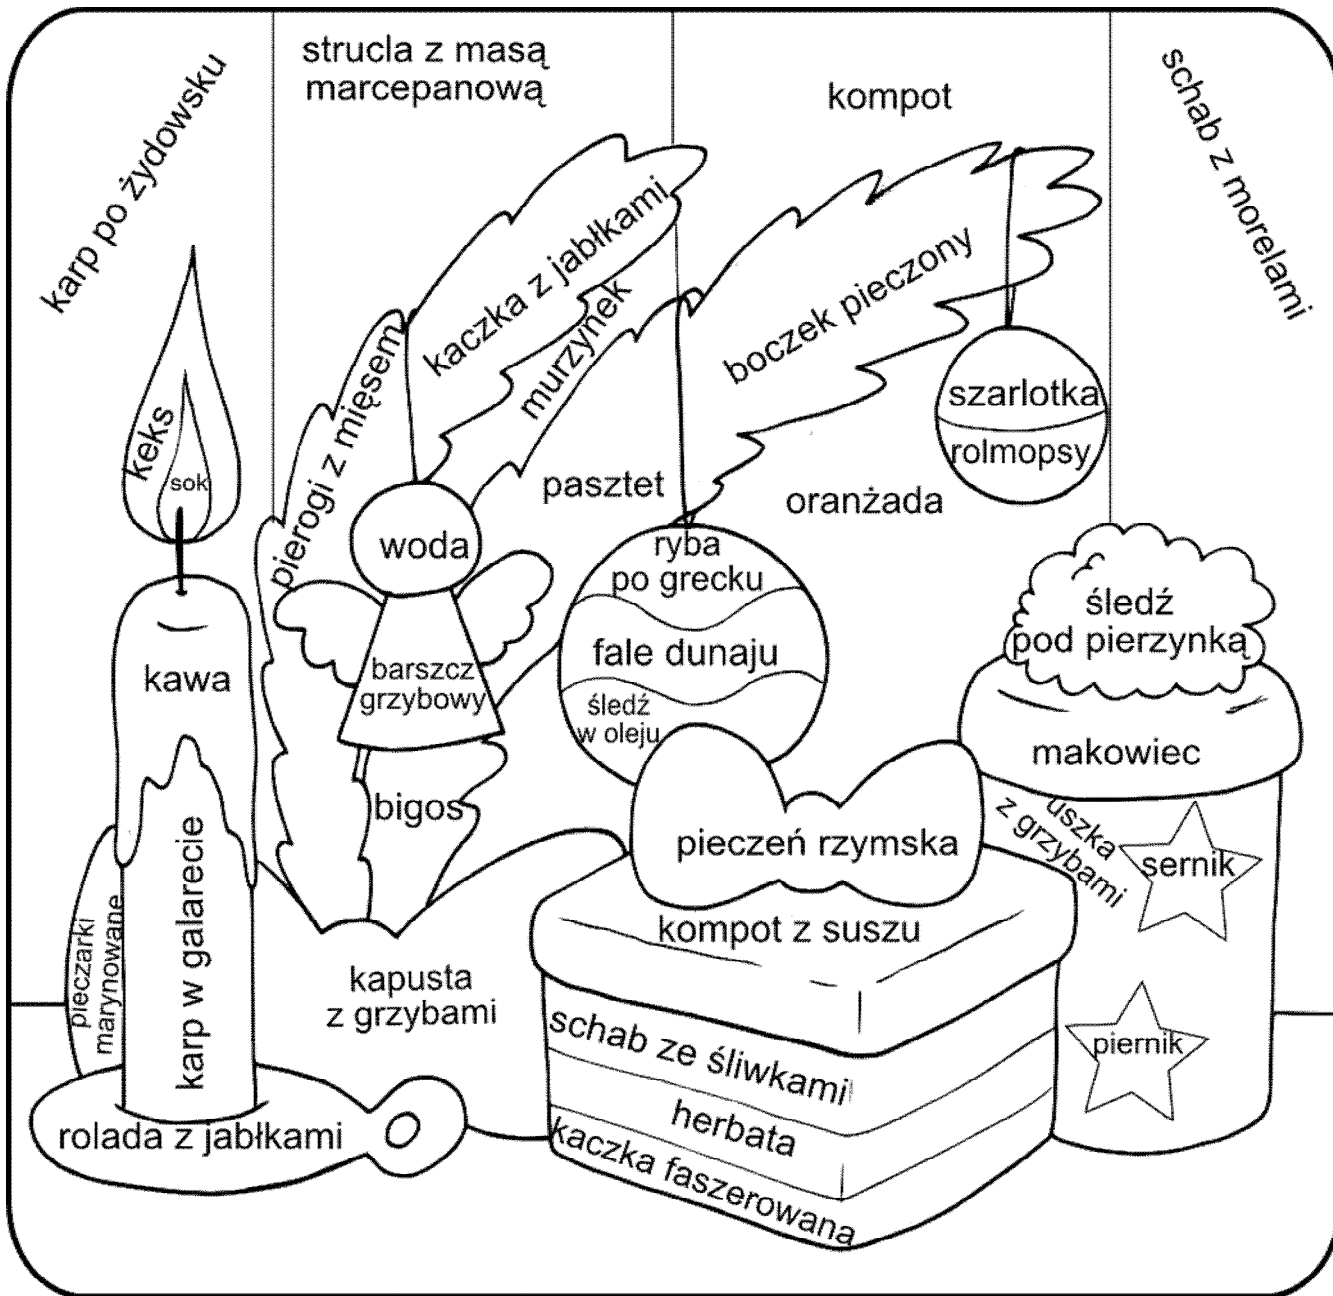 karp po żydowsku
strucla z masą
marcepanową
kompot
schab z morelami
kaczka z jabłkami
murzynek
boczek pieczony
pierogi z mięsem
keks
sok
szarlotka
rolmopsy
pasztet
oranżada
woda
ryba
po grecku
fale dunaju
śledź
w oleju
śledź
pod pierzynką
kawa
barszcz
grzybowy
makowiec
bigos
pieczeń rzymska
uszka
z grzybami
sernik
karp w galarecie
pieczarki
marynowane
kompot z suszu
kapusta
z grzybami
schab ze śliwkami
piernik
herbata
rolada z jabłkami
kaczka faszerowana